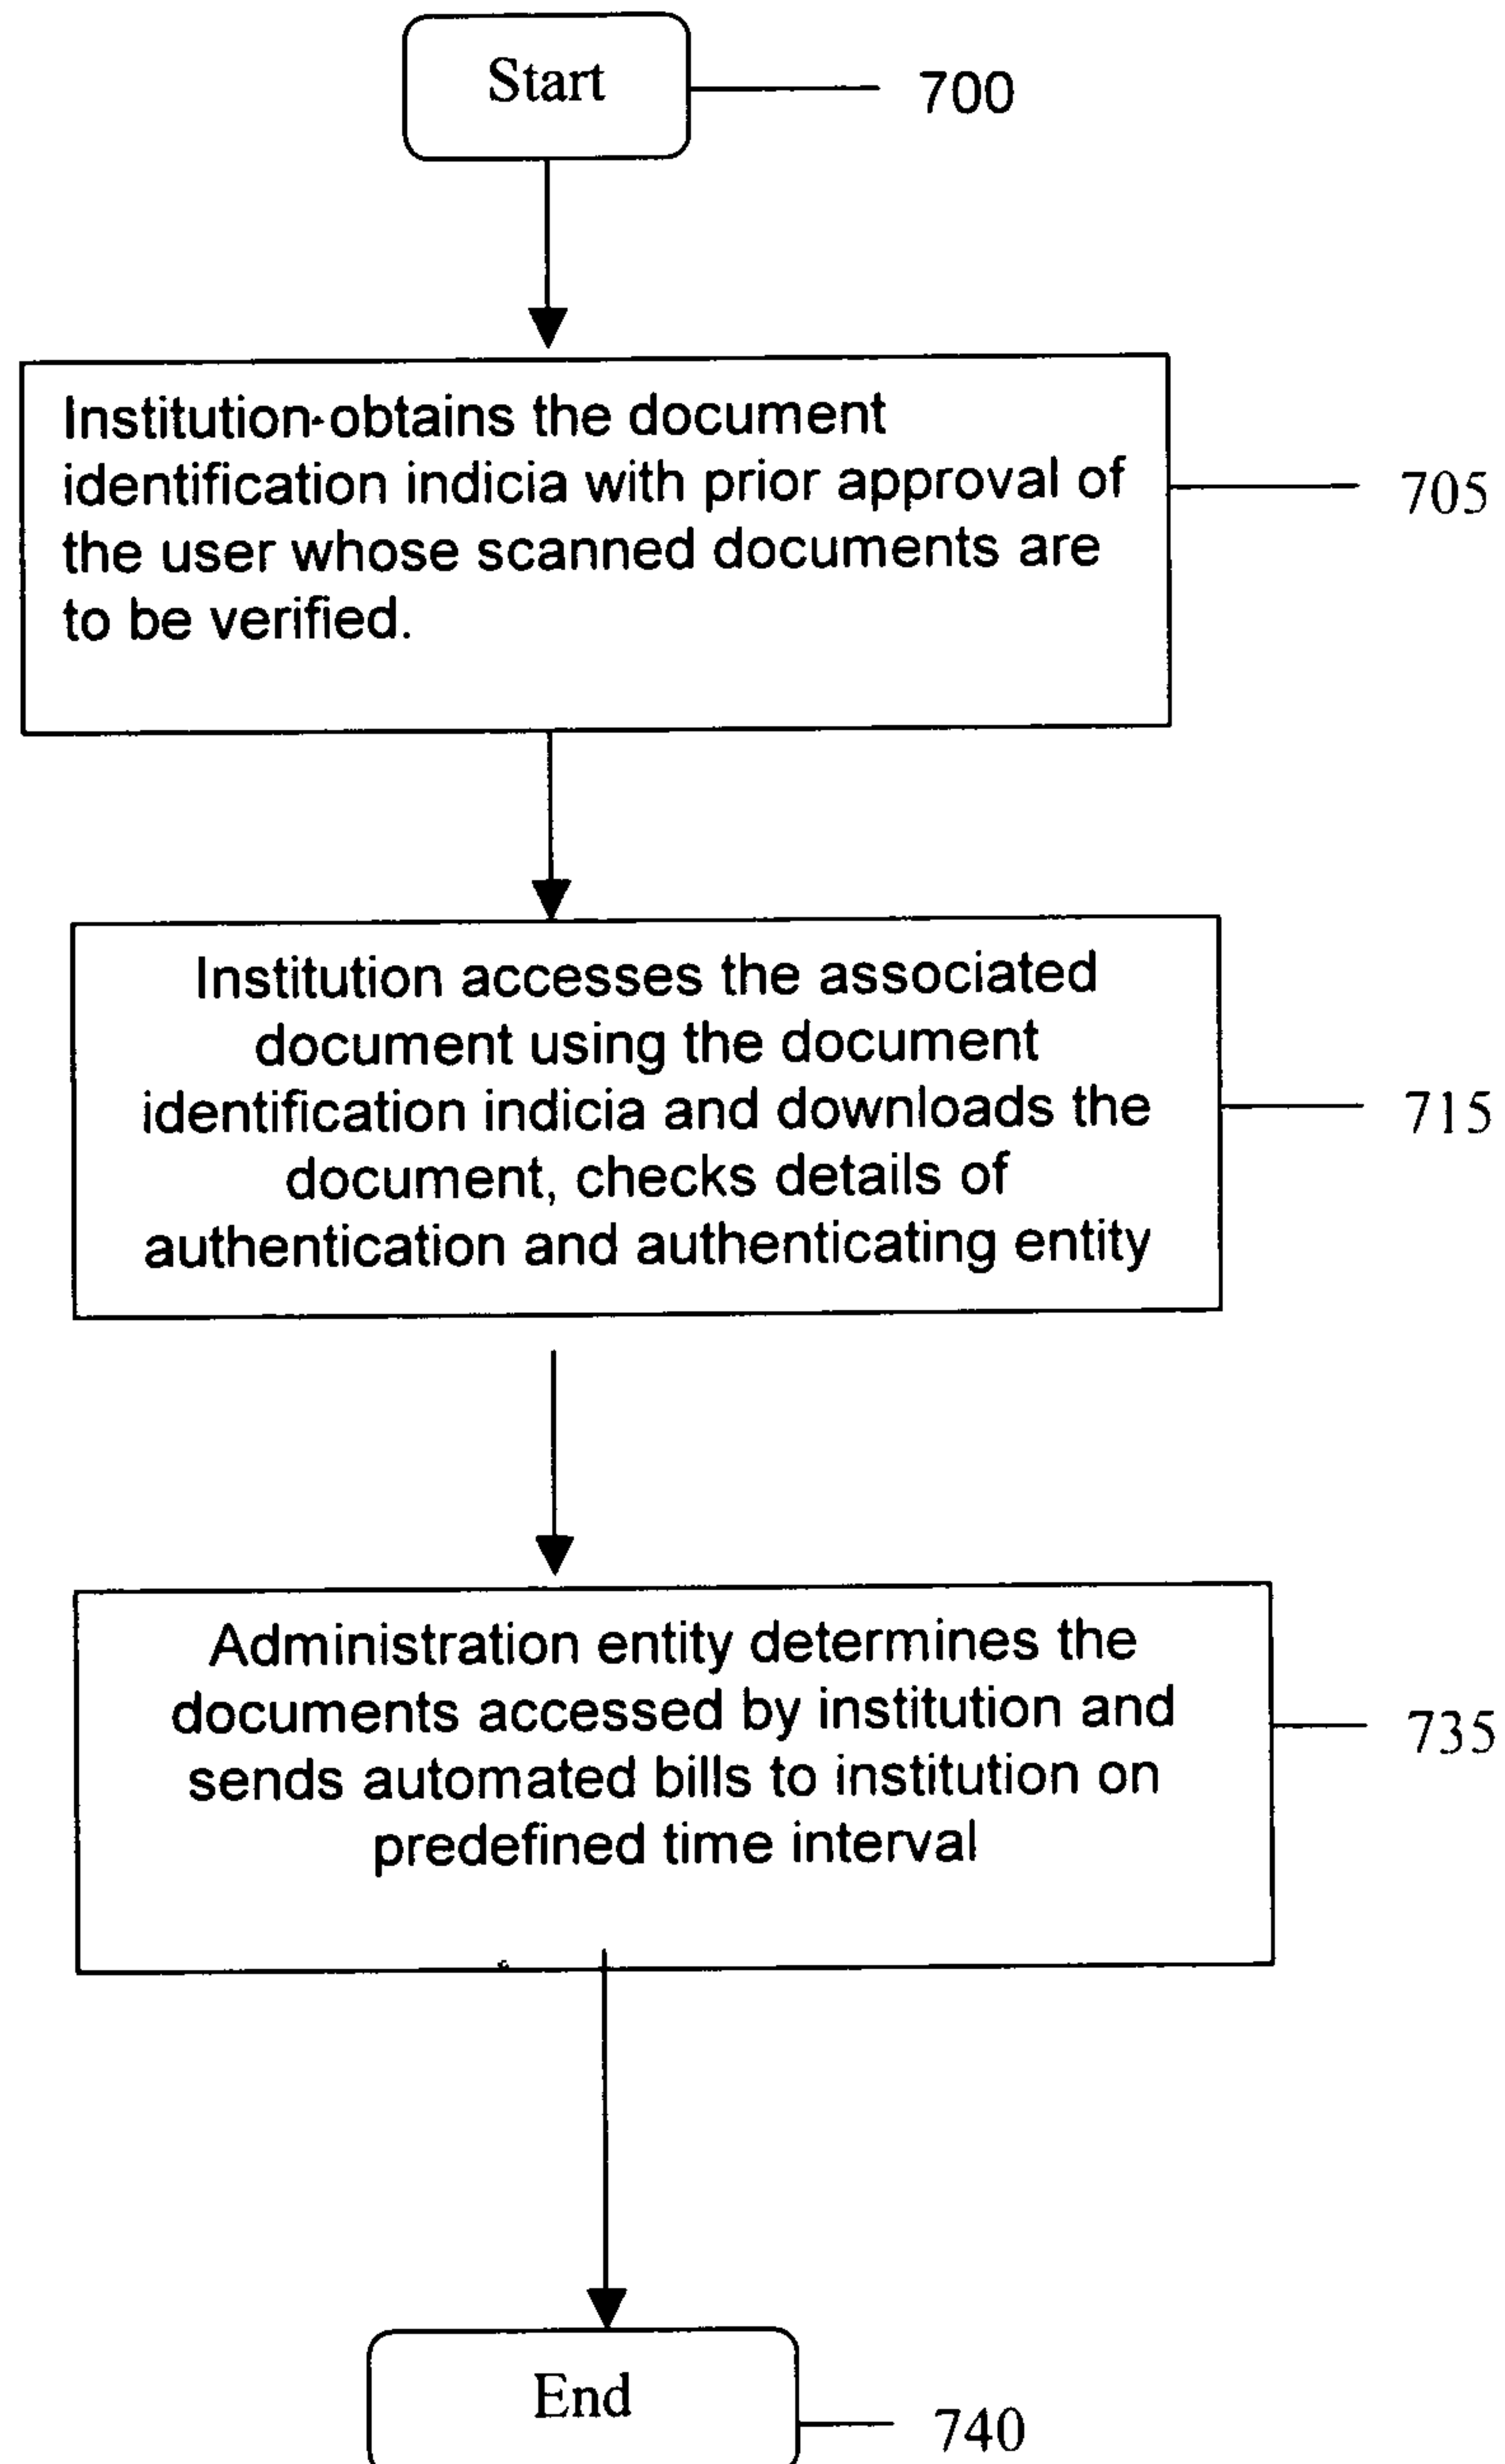 Start
700
Institution obtains the document
identification indicia with prior approval of
the user whose scanned documents are
to be verified.
705
Institution accesses the associated
document using the document
identification indicia and downloads the
document, checks details of
authentication and authenticating entity
715
Administration entity determines the
documents accessed by institution and
sends automated bills to institution on
predefined time interval
735
End
740